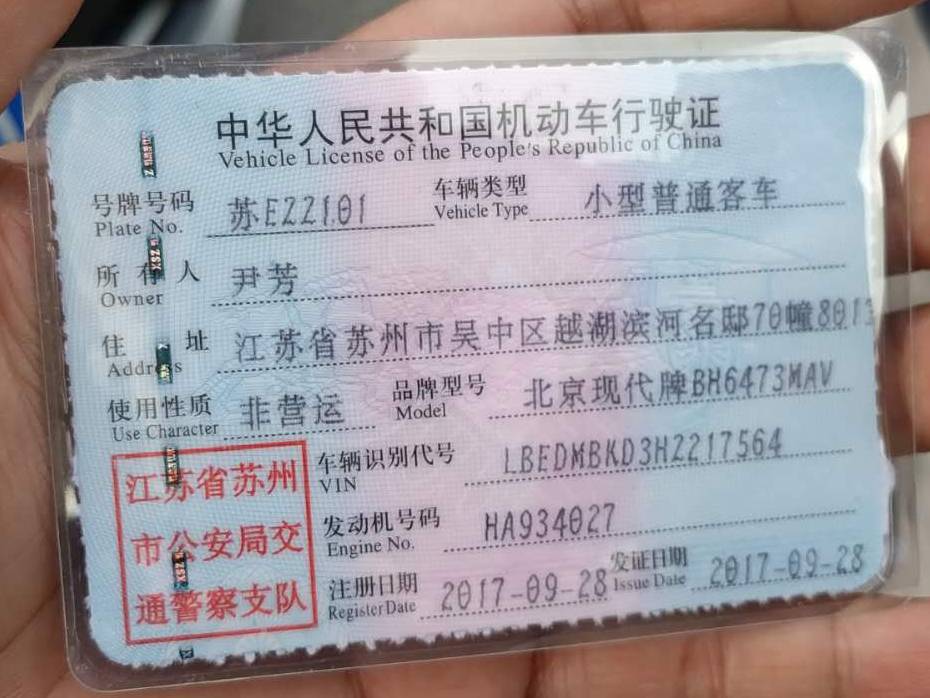 中华人民共和国机动车行驶证
Vehicle License of the People's Republic of China
号牌号码 苏E22101 车辆类型 小型普通客车
Plate No. Vehicle Type
所有人 尹芳
Owner
住址 江苏省苏州市吴中区越湖滨河名邸70幢801
Address
使用性质 非营运 品牌型号 北京现代牌BH6473MAV
Use Character Model
江苏省苏州
市公安局交
通警察支队
车辆识别代号 LBEDMBKD3H2217564
VIN
发动机号码 HA934027
Engine No.
注册日期 2017-09-28 发证日期 2017-09-28
Register Date Issue Date